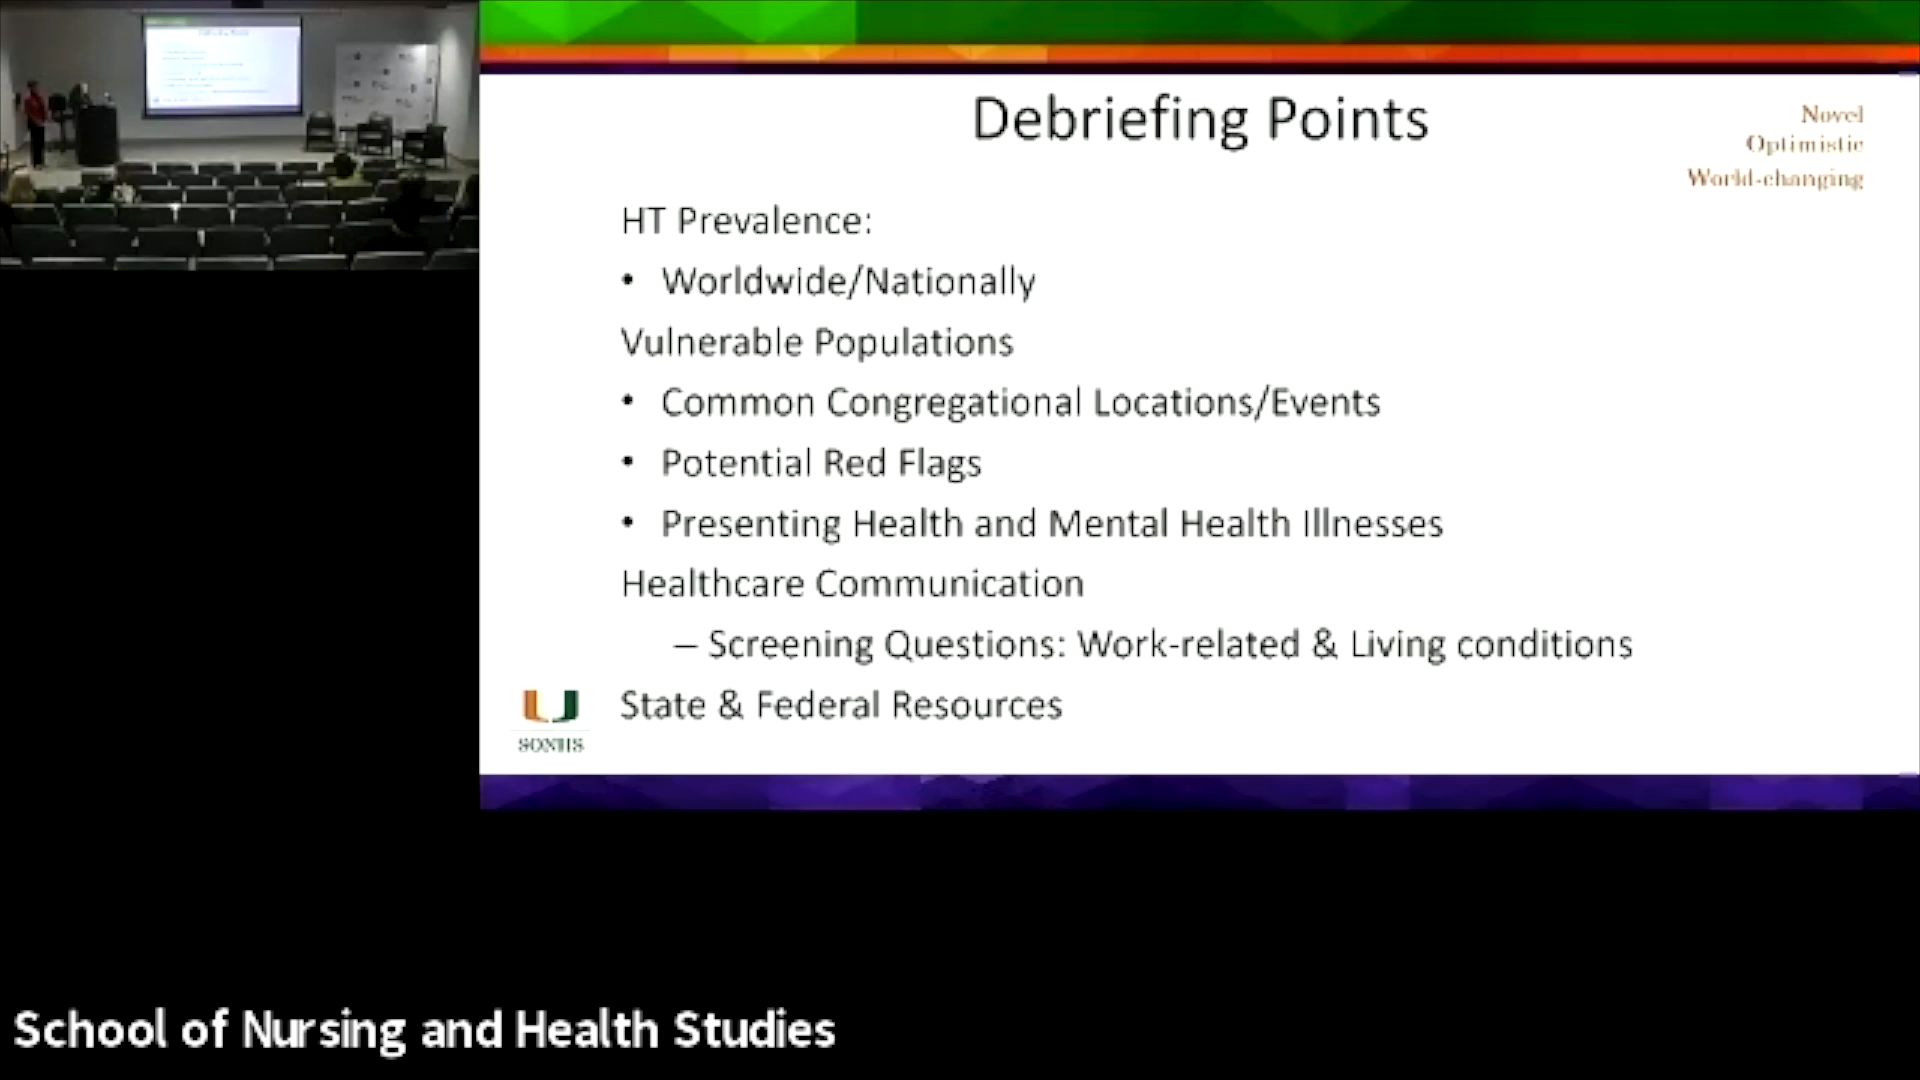 Debriefing Points
Novel
Optimistic
World-changing
HT Prevalence:
• Worldwide/Nationally
Vulnerable Populations
• Common Congregational Locations/Events
• Potential Red Flags
• Presenting Health and Mental Health Illnesses
Healthcare Communication
– Screening Questions: Work-related & Living conditions
State & Federal Resources
SONHS
School of Nursing and Health Studies